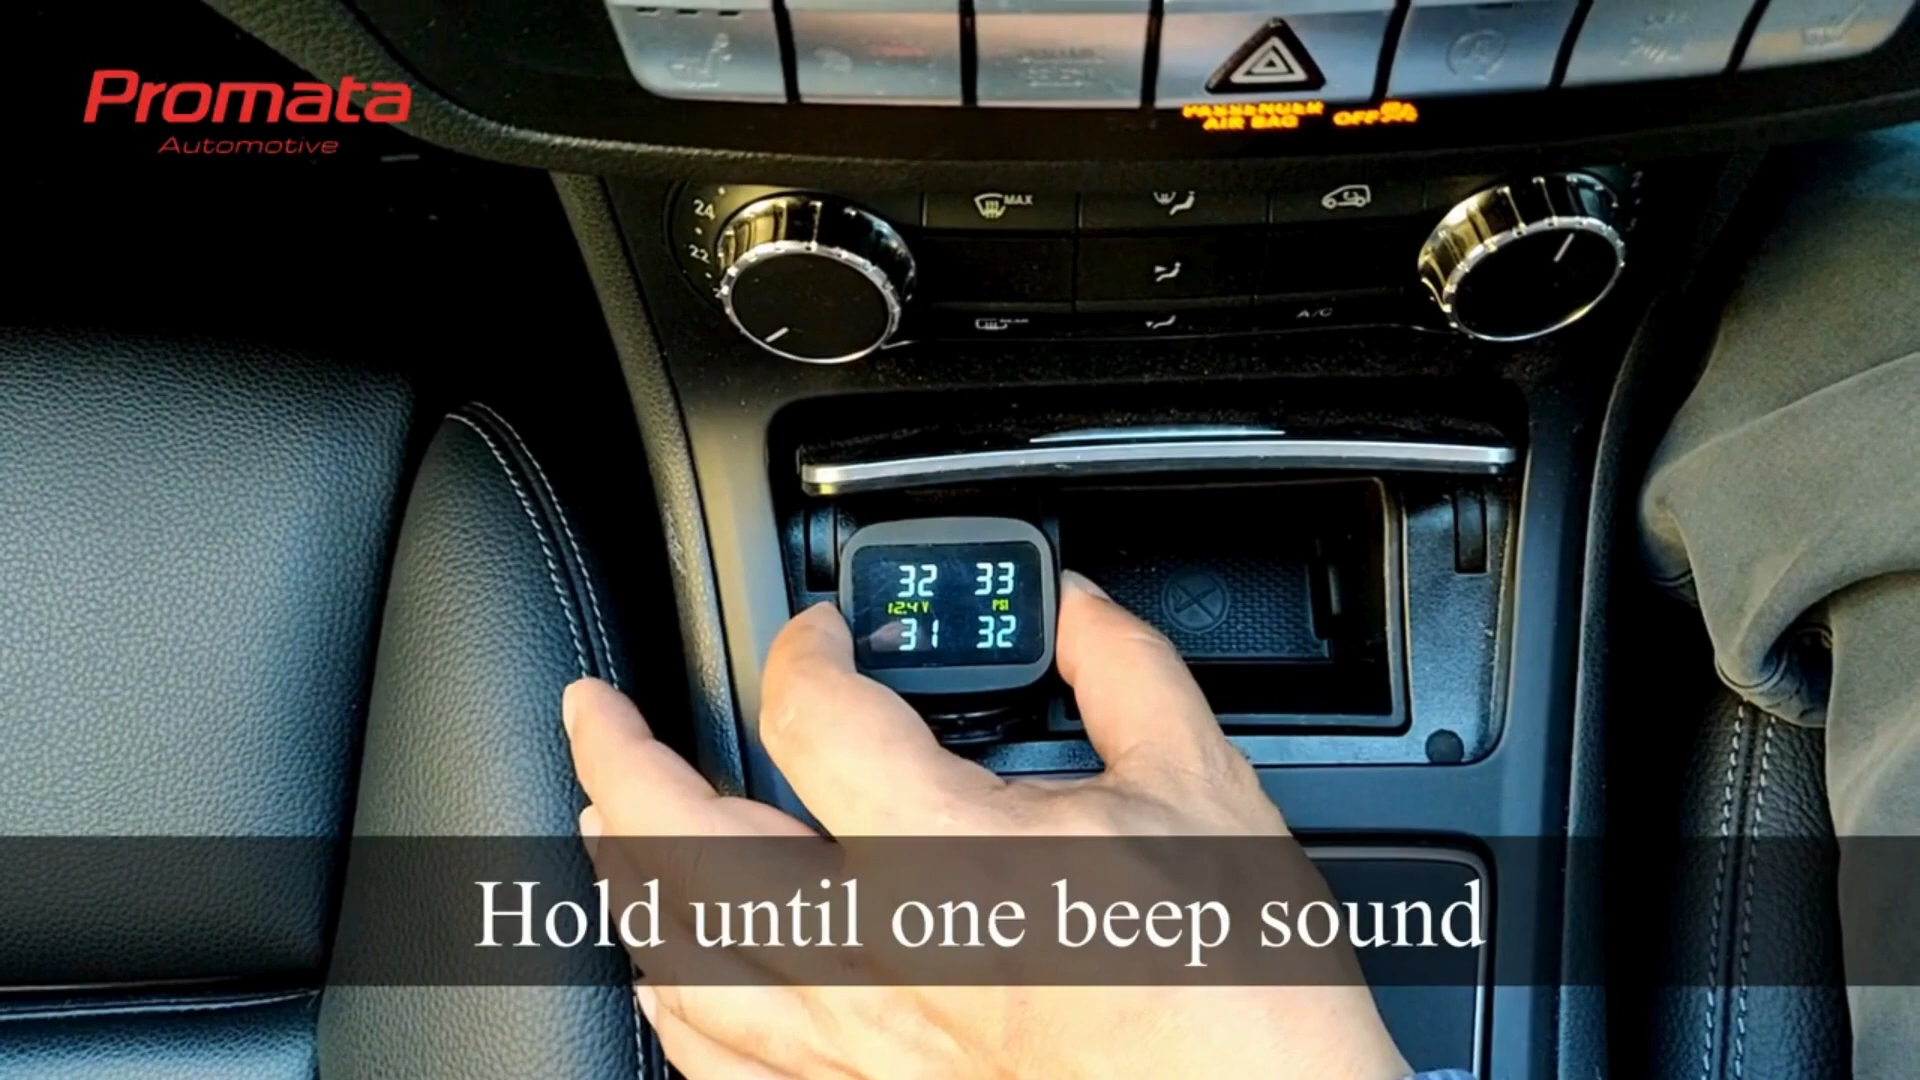 Promata
Automotive
PASSENGER
AIR BAG OFF
24
MAX
22
A/C
32 33
12.4 V PSI
31 32
Hold until one beep sound